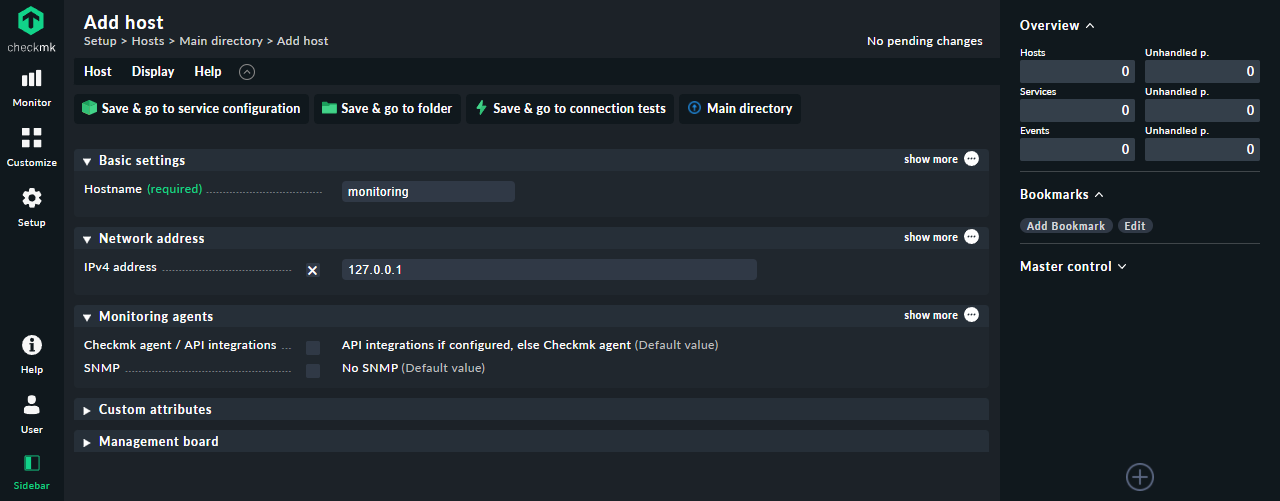 checkmk
Monitor
Customize
Setup
Help
User
Sidebar
Add host
Setup > Hosts > Main directory > Add host
No pending changes
Host Display Help
Save & go to service configuration Save & go to folder Save & go to connection tests Main directory
Basic settings show more
Hostname (required) monitoring
Network address show more
IPv4 address 127.0.0.1
Monitoring agents show more
Checkmk agent / API integrations API integrations if configured, else Checkmk agent (Default value)
SNMP No SNMP (Default value)
Custom attributes
Management board
Overview
Hosts Unhandled p.
0 0
Services Unhandled p.
0 0
Events Unhandled p.
0 0
Bookmarks
Add Bookmark Edit
Master control